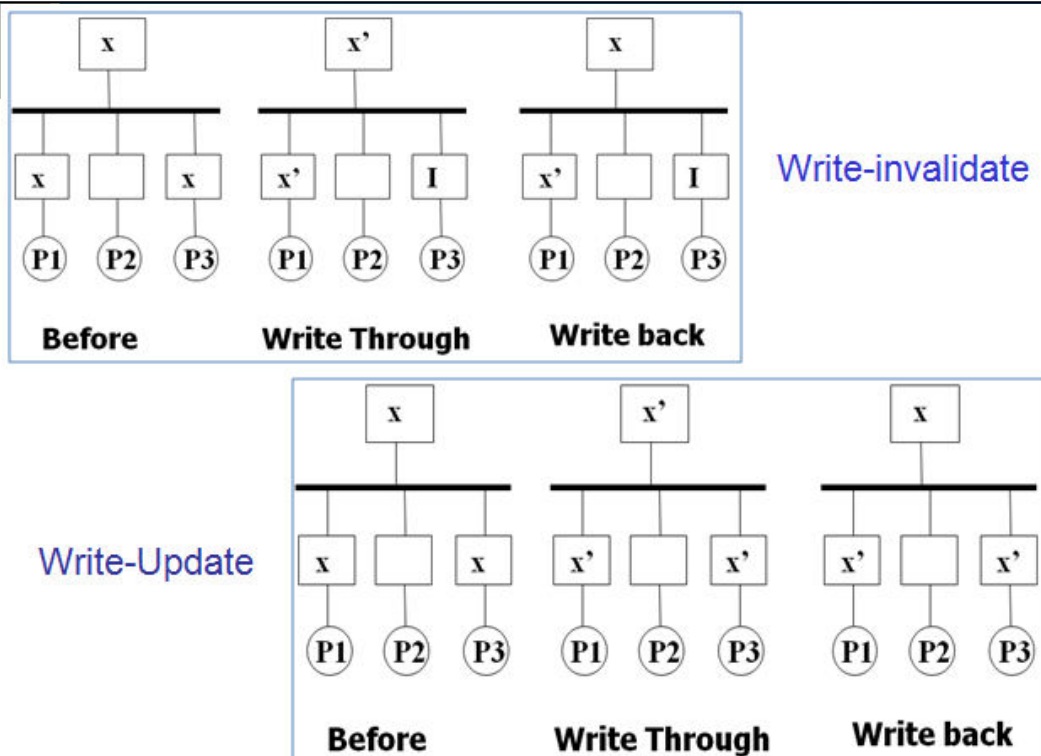 x x’ x
x x x’ I x’ I
P1 P2 P3 P1 P2 P3 P1 P2 P3
Before Write Through Write back
Write-invalidate
x x’ x
x x x’ x’ x’ x’
P1 P2 P3 P1 P2 P3 P1 P2 P3
Before Write Through Write back
Write-Update